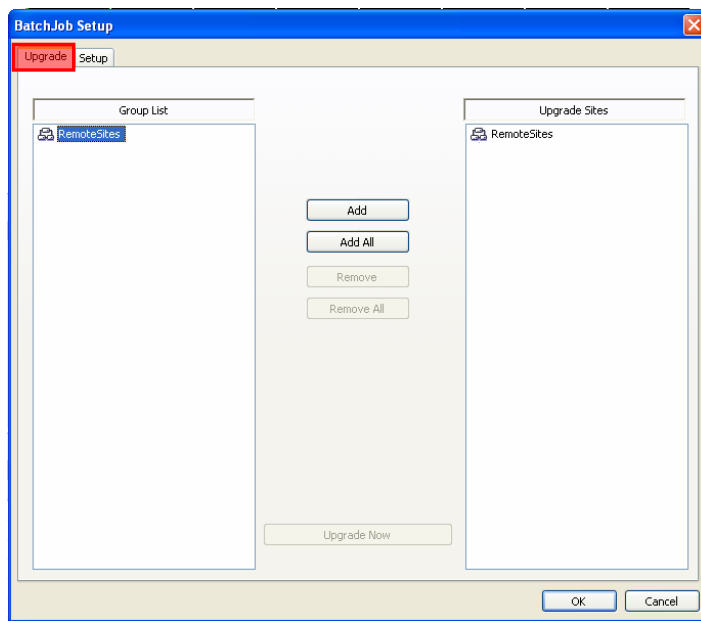 BatchJob Setup
Upgrade Setup
Group List
Upgrade Sites
RemoteSites
RemoteSites
Add
Add All
Remove
Remove All
Upgrade Now
OK
Cancel